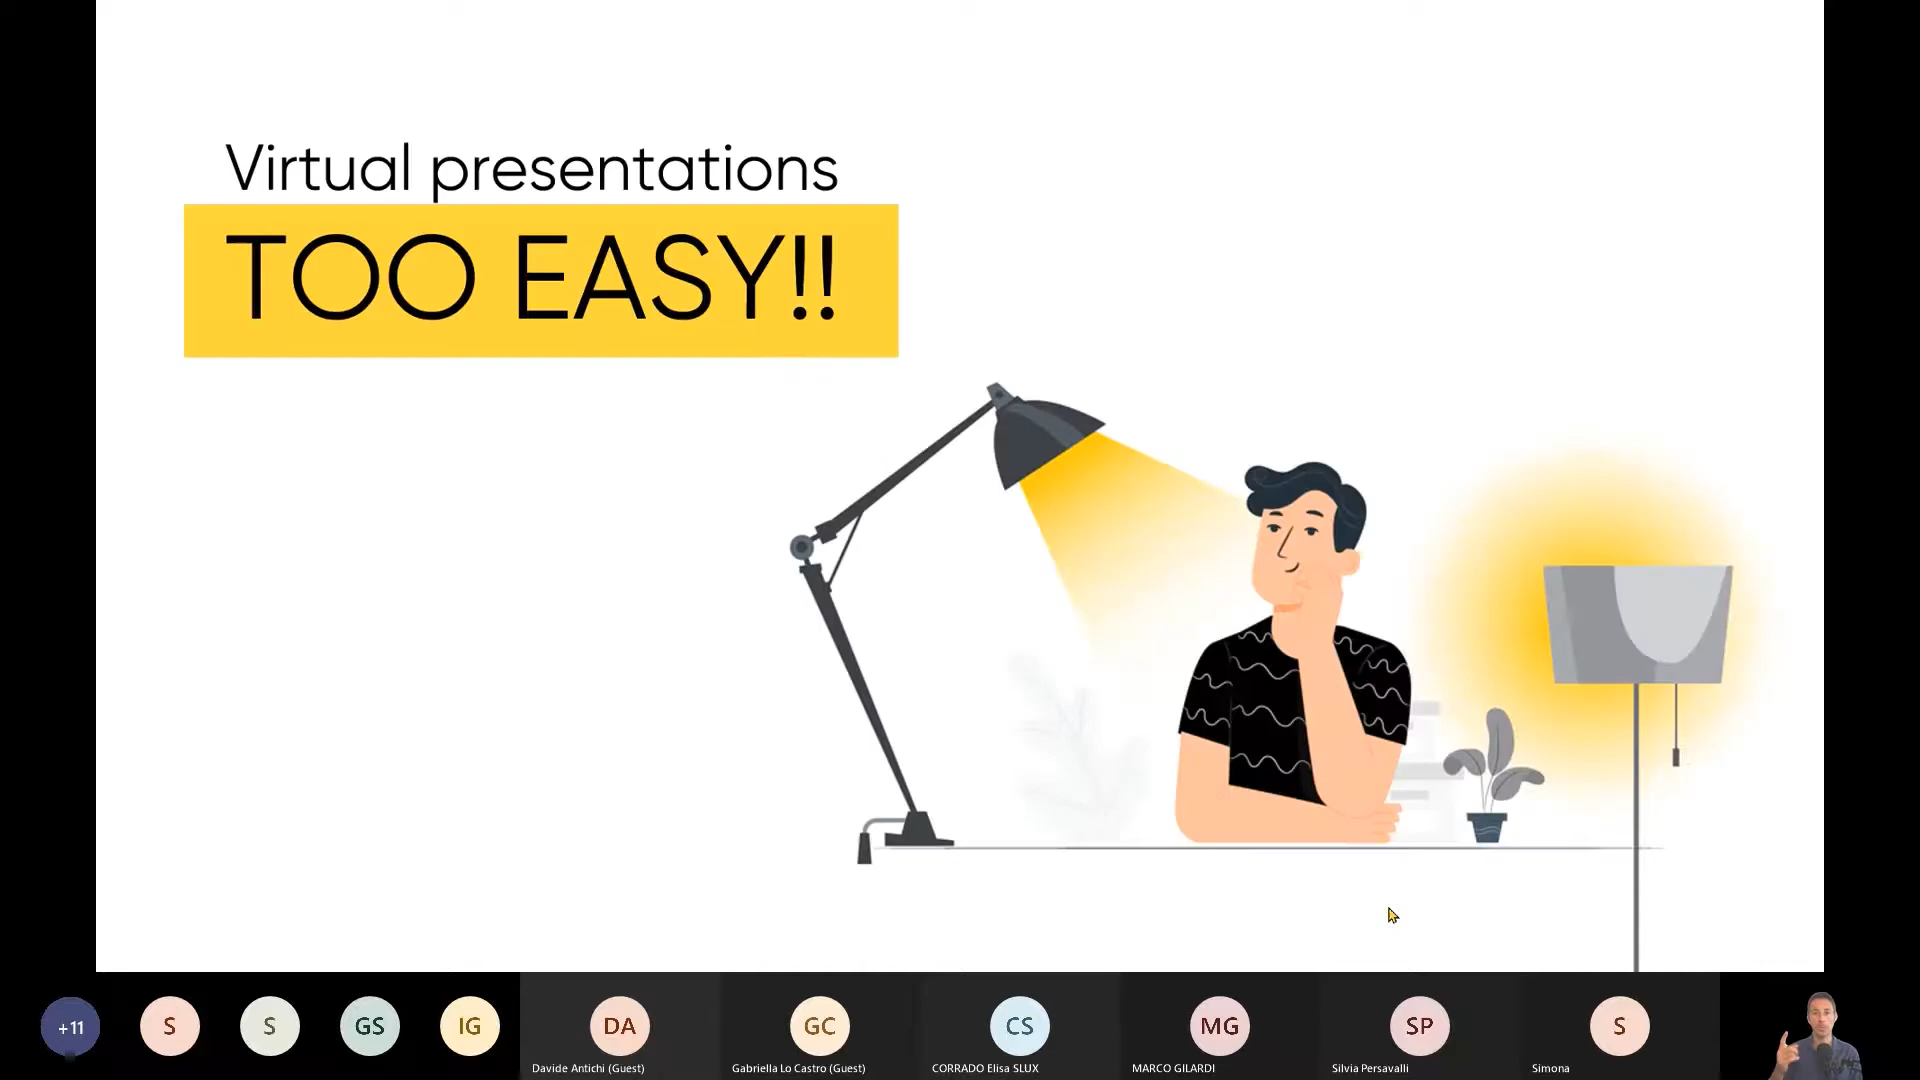 Virtual presentations
TOO EASY!!
+11
S
S
GS
IG
DA
GC
CS
MG
SP
S
Davide Antichi (Guest)
Gabriella Lo Castro (Guest)
CORRADO Elisa SLUX
MARCO GILARDI
Silvia Persavalli
Simona